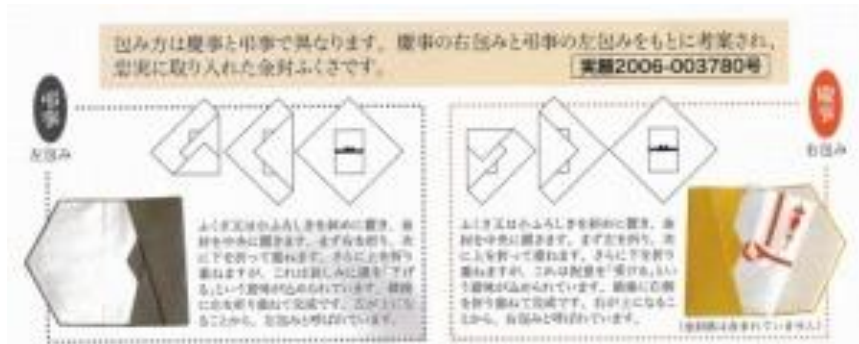 包み方は慶事と弔事で異なります。慶事の右包みと弔事の左包みをもとに考案され、
忠実に取り入れた金封ふくさです。
実願2006-003780号
弔事
左包み
ふくさ又は小ふろしきを斜めに置き、金
封を中央に置きます。まず右を折り、次
に下を折って重ねます。さらに上を折り
重ねますが、これは悲しみに頭を「下げ
る」という意味が込められています。最後
に左を折り重ねて完成です。左が上にな
ることから、左包みと呼ばれています。
慶事
右包み
ふくさ又は小ふろしきを斜めに置き、金
封を中央に置きます。まず左を折り、次
に上を折って重ねます。さらに下を折り
重ねますが、これは祝意を「受ける」とい
う意味が込められています。最後に右側
を折り重ねて完成です。右が上になるこ
とから、右包みと呼ばれています。
(金封類は含まれていません)